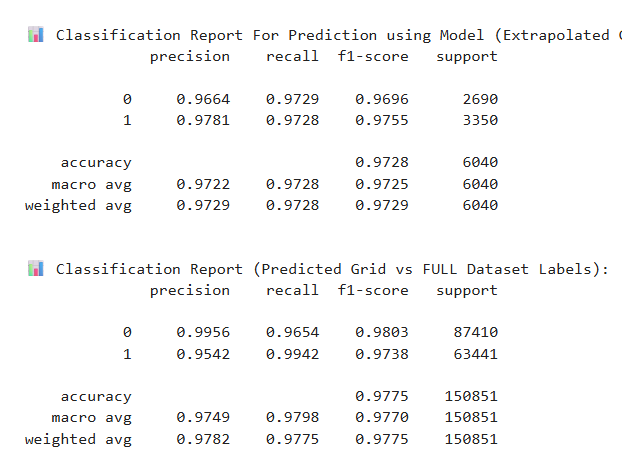 📊 Classification Report For Prediction using Model (Extrapolated
precision recall f1-score support
0 0.9664 0.9729 0.9696 2690
1 0.9781 0.9728 0.9755 3350
accuracy 0.9728 6040
macro avg 0.9722 0.9728 0.9725 6040
weighted avg 0.9729 0.9728 0.9729 6040
📊 Classification Report (Predicted Grid vs FULL Dataset Labels):
precision recall f1-score support
0 0.9956 0.9654 0.9803 87410
1 0.9542 0.9942 0.9738 63441
accuracy 0.9775 150851
macro avg 0.9749 0.9798 0.9770 150851
weighted avg 0.9782 0.9775 0.9775 150851